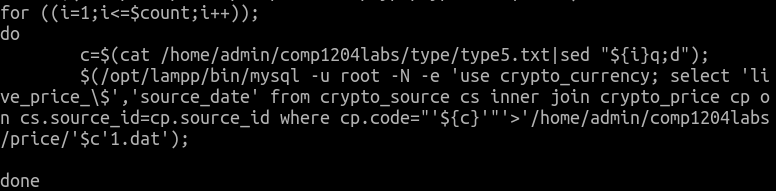 for ((i=1;i<=$count;i++));
do
        c=$(cat /home/admin/comp1204labs/type/type5.txt|sed "${i}q;d");
        $(/opt/lampp/bin/mysql -u root -N -e 'use crypto_currency; select 'li
ve_price_\$','source_date' from crypto_source cs inner join crypto_price cp o
n cs.source_id=cp.source_id where cp.code="'${c}'"'>'/home/admin/comp1204labs
/price/'$c'1.dat');

done